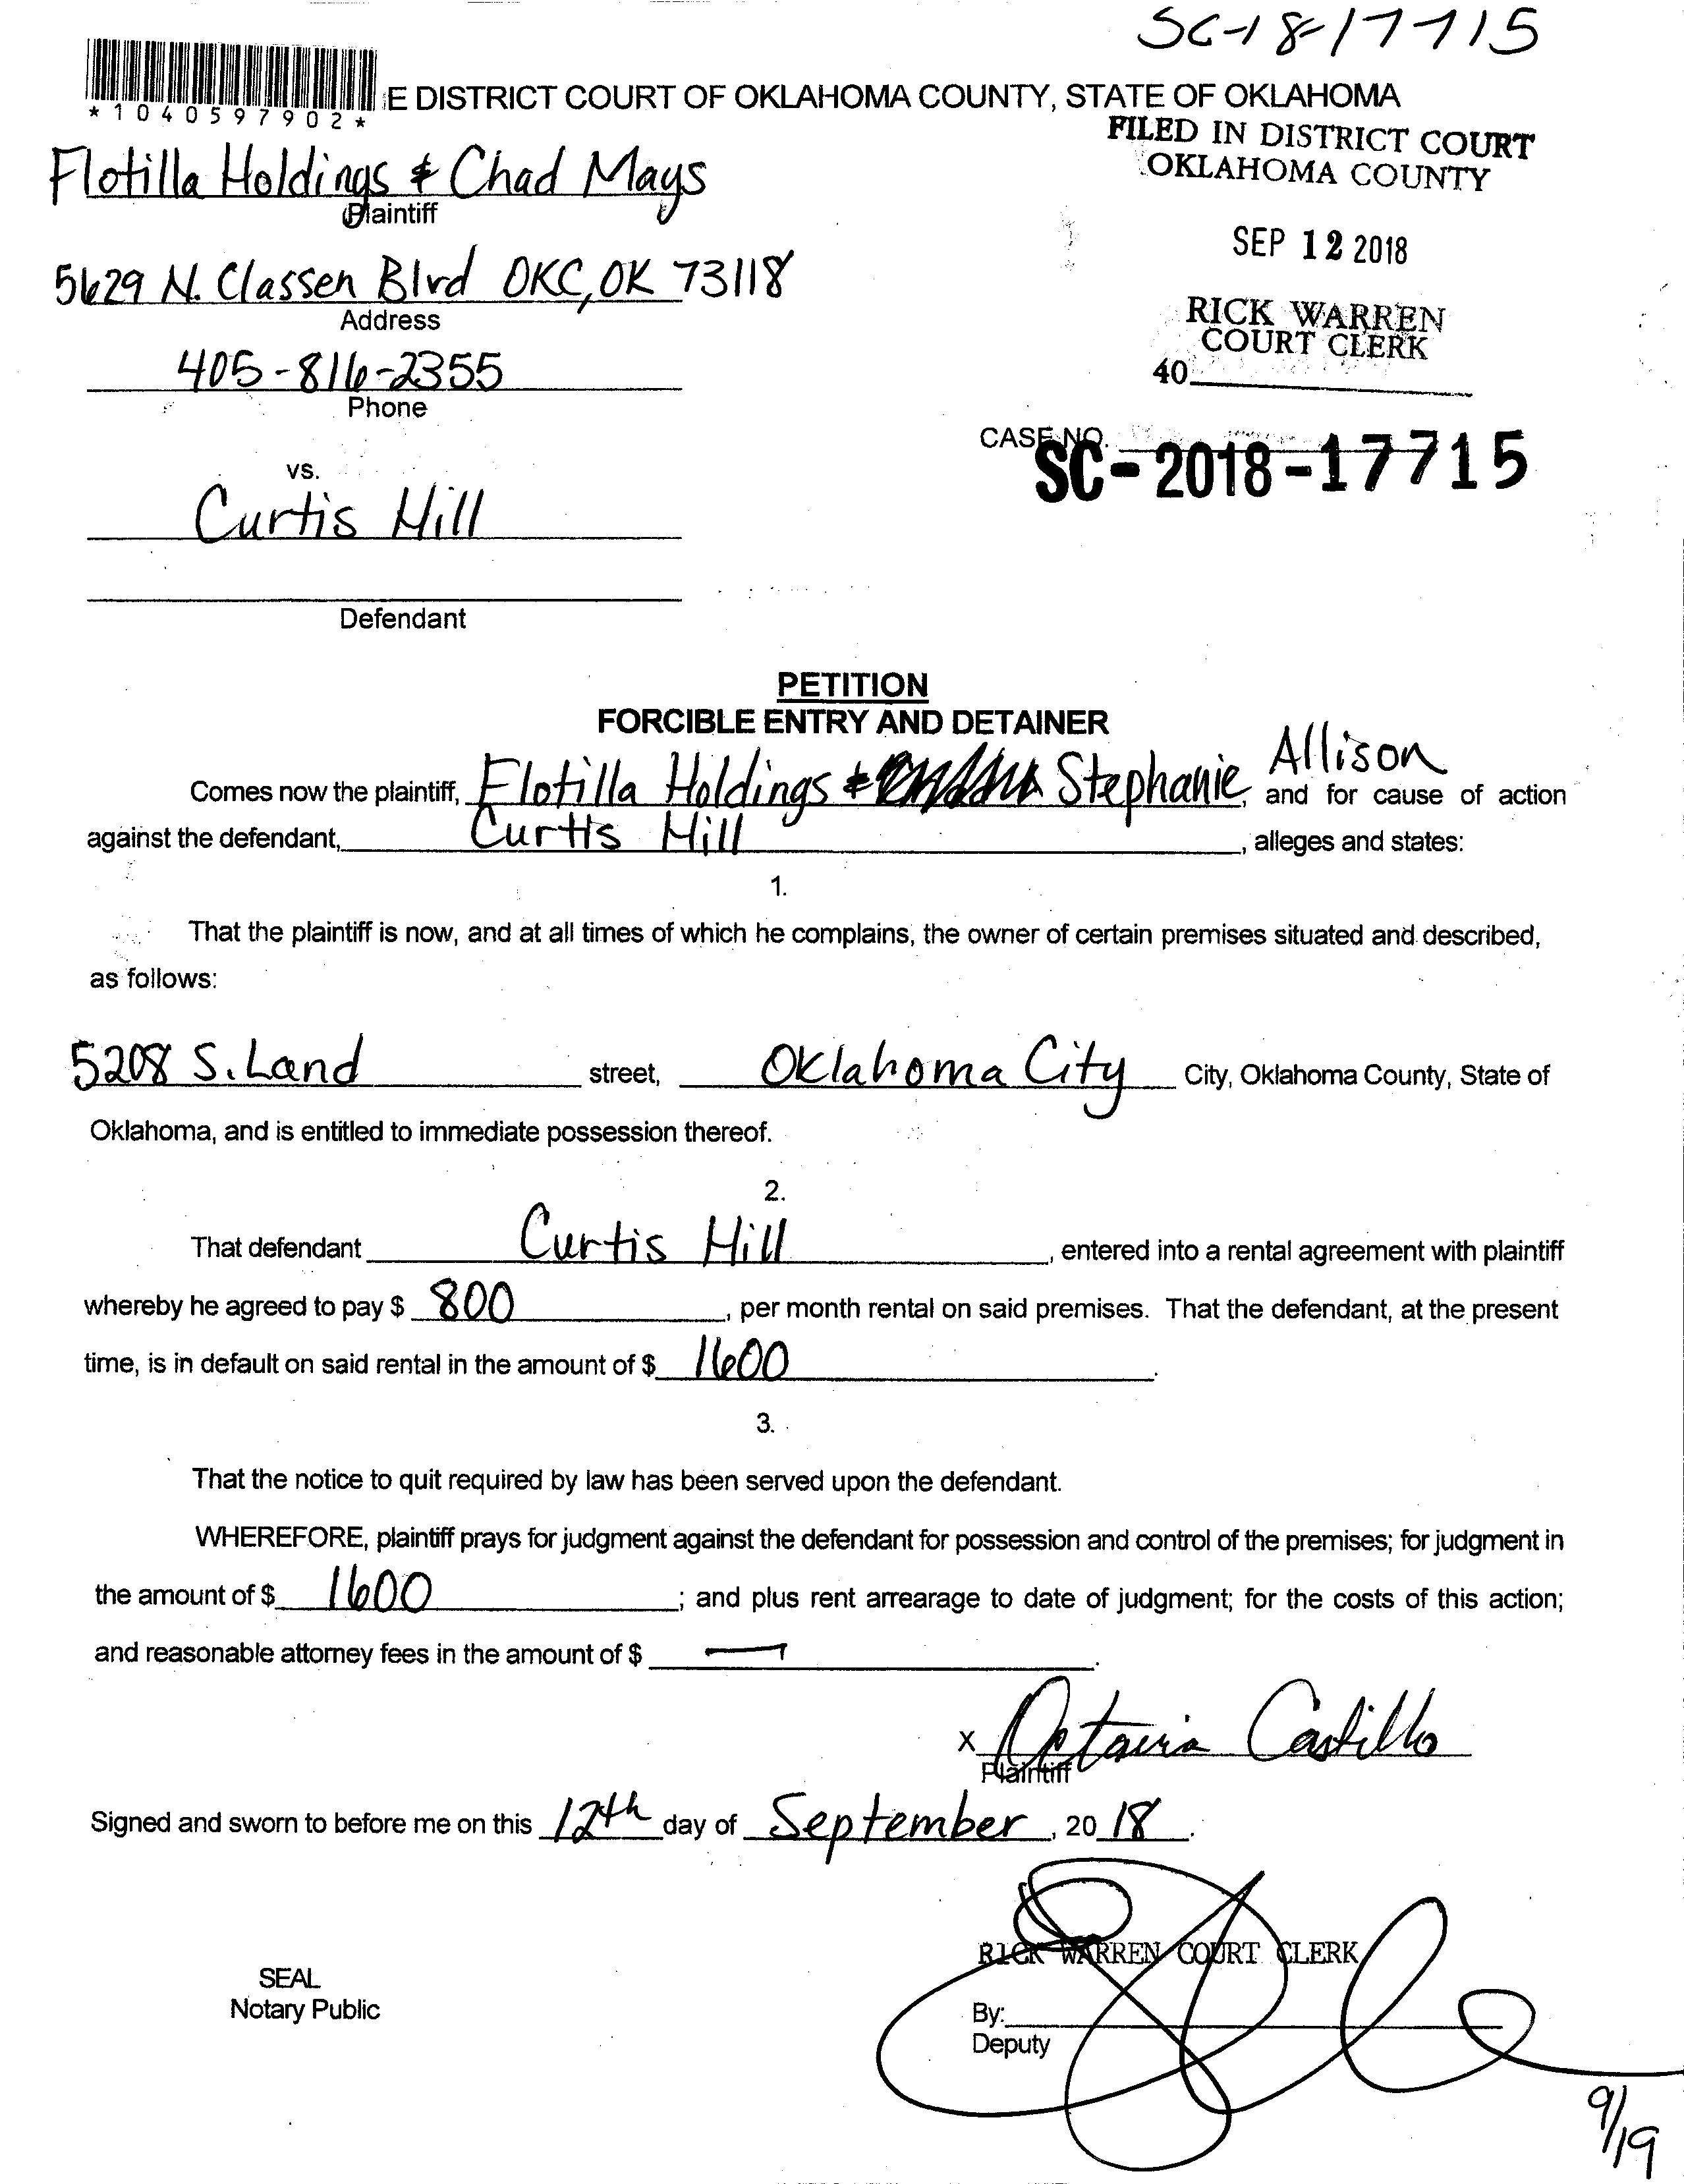 SC-18-17715
*1040597902*
E DISTRICT COURT OF OKLAHOMA COUNTY, STATE OF OKLAHOMA
FILED IN DISTRICT COURT
OKLAHOMA COUNTY
Flotilla Holdings & Chad Mays
Plaintiff
SEP 12 2018
5629 N. Classen Blvd OKC, OK 73118
Address
RICK WARREN
COURT CLERK
40
405-816-2355
Phone
CASE NO.
SC-2018-17715
vs.
Curtis Hill
Defendant
PETITION
FORCIBLE ENTRY AND DETAINER
Comes now the plaintiff, Flotilla Holdings & Stephanie Allison, and for cause of action
against the defendant, Curtis Hill, alleges and states:
1.
That the plaintiff is now, and at all times of which he complains, the owner of certain premises situated and described,
as follows:
5208 S. Land street, Oklahoma City City, Oklahoma County, State of
Oklahoma, and is entitled to immediate possession thereof.
2.
That defendant Curtis Hill, entered into a rental agreement with plaintiff
whereby he agreed to pay $ 800, per month rental on said premises. That the defendant, at the present
time, is in default on said rental in the amount of $ 1600.
3.
That the notice to quit required by law has been served upon the defendant.
WHEREFORE, plaintiff prays for judgment against the defendant for possession and control of the premises; for judgment in
the amount of $ 1600; and plus rent arrearage to date of judgment; for the costs of this action;
and reasonable attorney fees in the amount of $ —.
X Octavia Castillo
Plaintiff
Signed and sworn to before me on this 12th day of September, 2018.
RICK WARREN COURT CLERK
SEAL
Notary Public
By:
Deputy
9/19